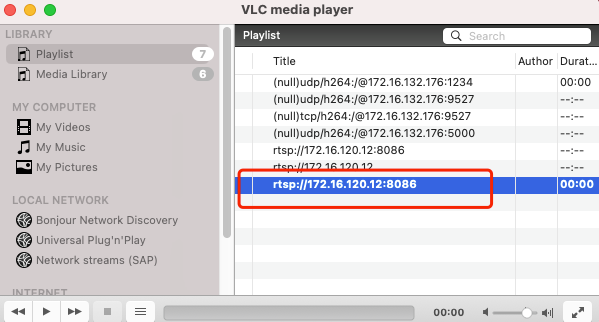 VLC media player
LIBRARY
Playlist 7
Media Library 6
MY COMPUTER
My Videos
My Music
My Pictures
LOCAL NETWORK
Bonjour Network Discovery
Universal Plug'n'Play
Network streams (SAP)
INTERNET
Playlist
Search
Title Author Durat...
(null)udp/h264:/@172.16.132.176:1234 00:00
(null)udp/h264:/@172.16.132.176:9527 --:--
(null)tcp/h264:/@172.16.132.176:9527 --:--
(null)udp/h264:/@172.16.132.176:5000 --:--
rtsp://172.16.120.12:8086 --:--
rtsp://172.16.120.12 --:--
rtsp://172.16.120.12:8086 00:00
00:00